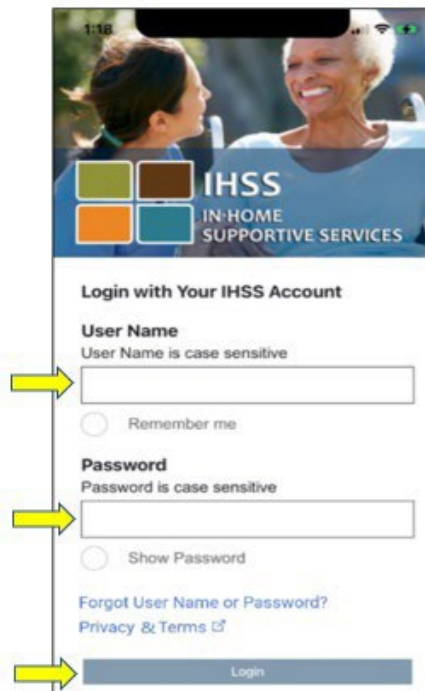 1:18
IHSS
IN-HOME
SUPPORTIVE SERVICES
Login with Your IHSS Account
User Name
User Name is case sensitive
Remember me
Password
Password is case sensitive
Show Password
Forgot User Name or Password?
Privacy & Terms
Login